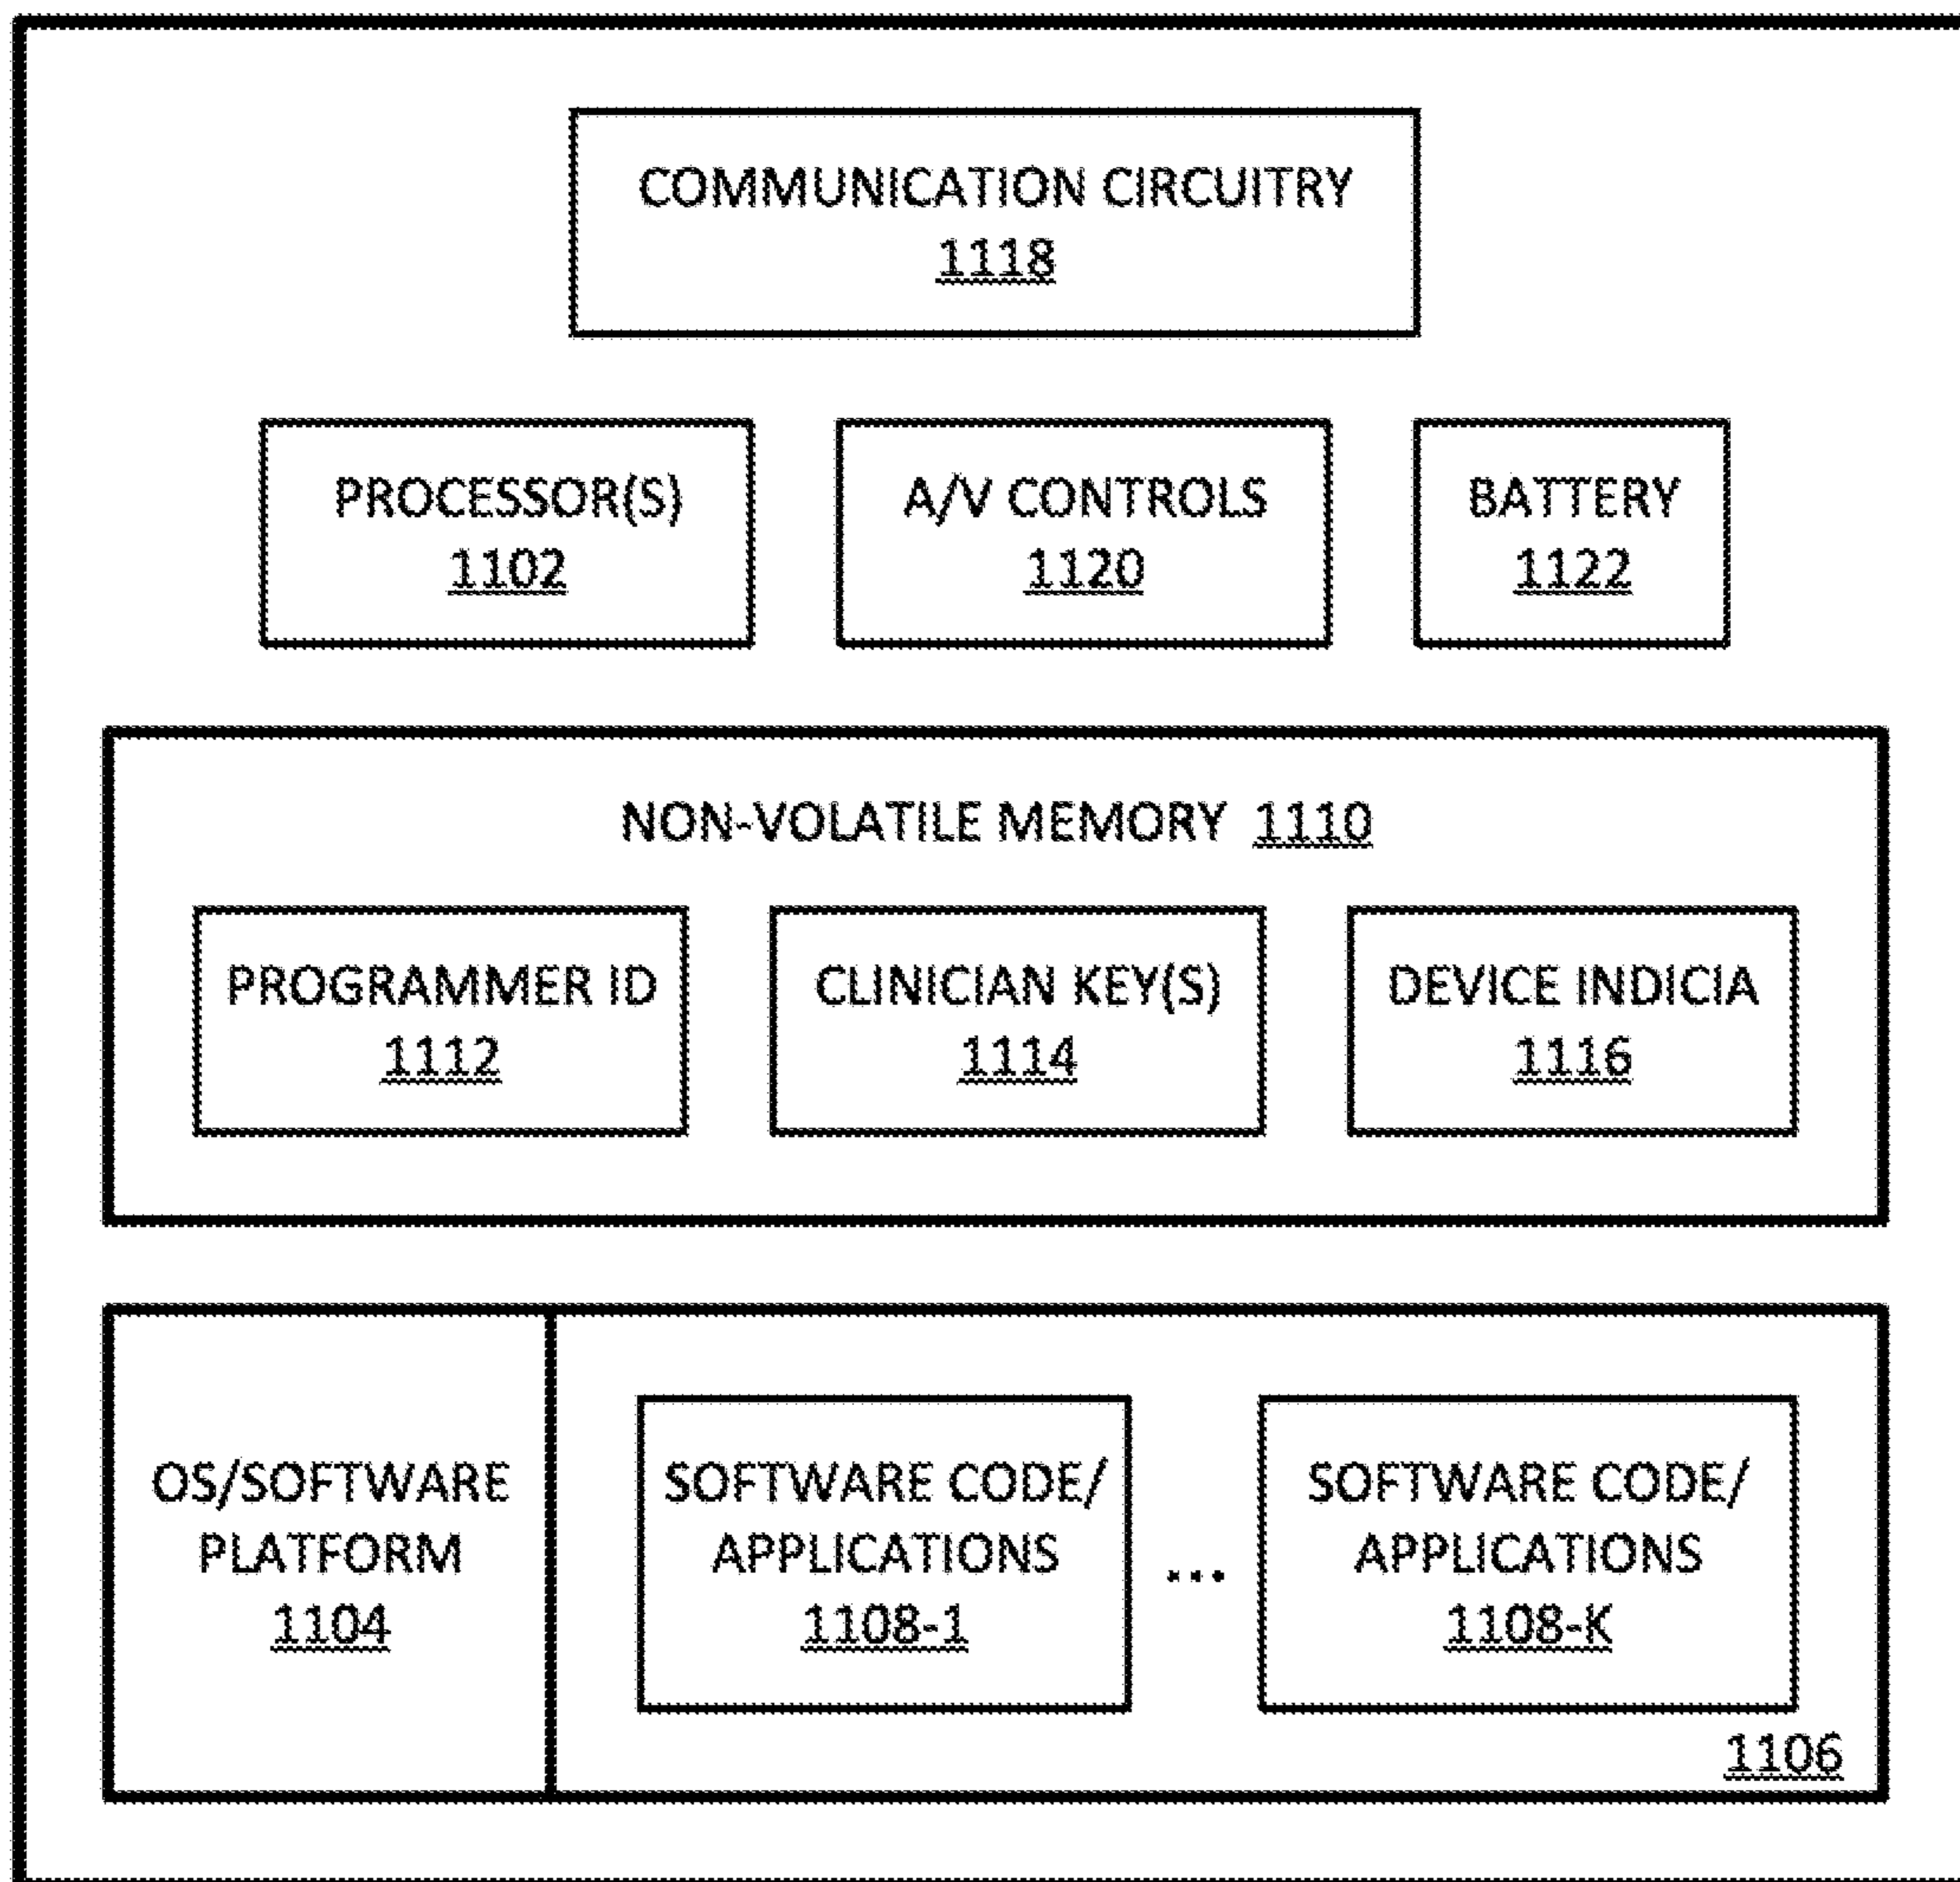 COMMUNICATION CIRCUITRY
1118
PROCESSOR(S)
1102
A/V CONTROLS
1120
BATTERY
1122
NON-VOLATILE MEMORY 1110
PROGRAMMER ID
1112
CLINICIAN KEY(S)
1114
DEVICE INDICIA
1116
OS/SOFTWARE
PLATFORM
1104
SOFTWARE CODE/
APPLICATIONS
1108-1
...
SOFTWARE CODE/
APPLICATIONS
1108-K
1106